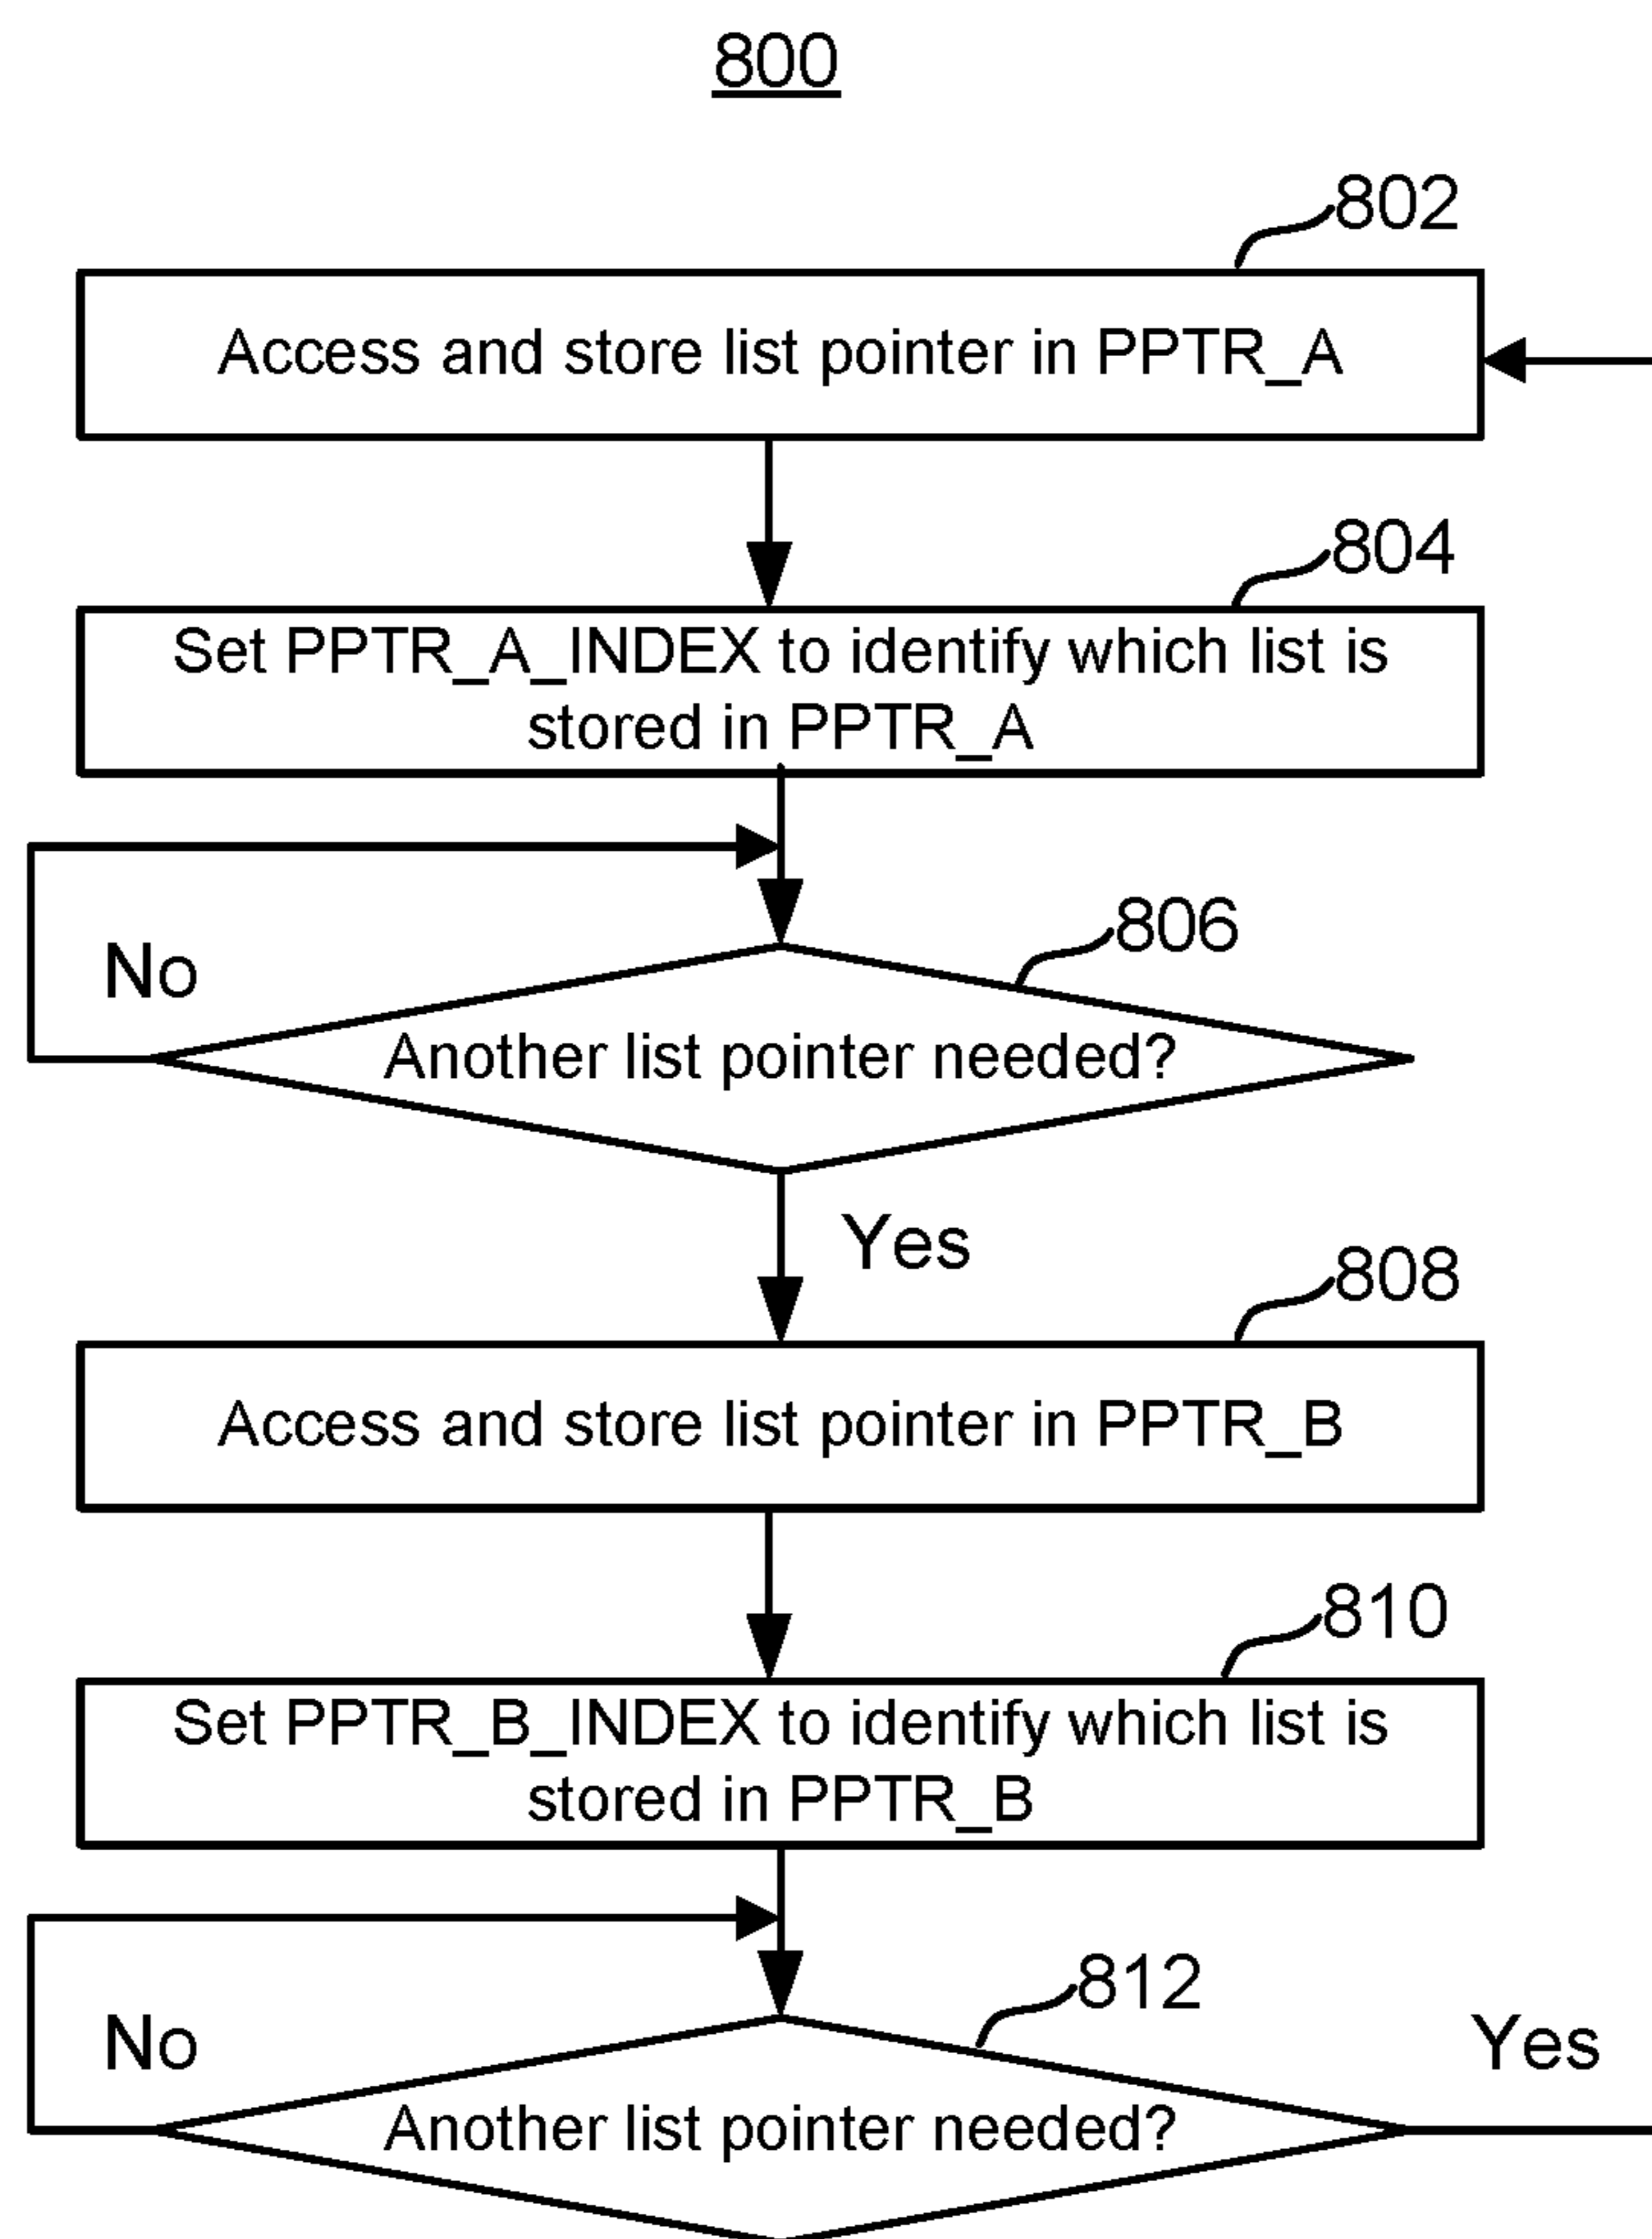 800
802
Access and store list pointer in PPTR_A
804
Set PPTR_A_INDEX to identify which list is
stored in PPTR_A
806
No
Another list pointer needed?
Yes
808
Access and store list pointer in PPTR_B
810
Set PPTR_B_INDEX to identify which list is
stored in PPTR_B
812
No
Yes
Another list pointer needed?